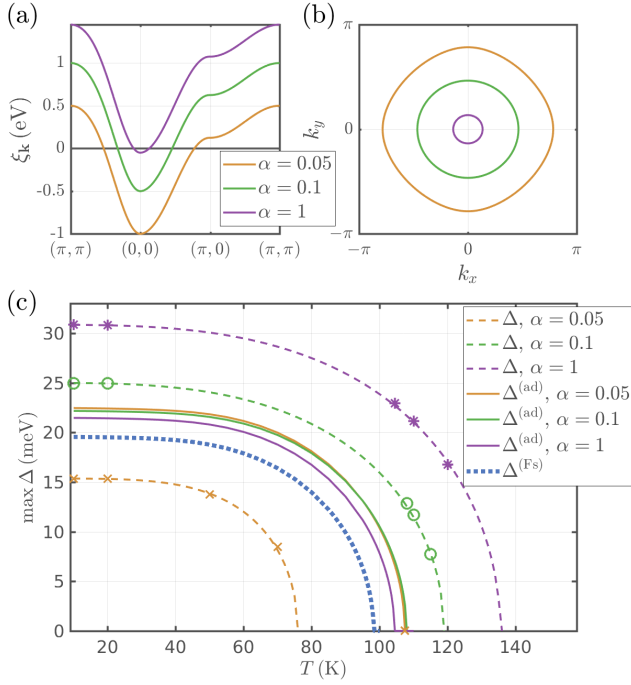 (a)
ξk (eV)
1
0.5
0
-0.5
-1
(π, π)
(0, 0)
(π, 0)
(π, π)
α = 0.05
α = 0.1
α = 1
(b)
π
ky
0
−π
−π
0
π
kx
(c)
max Δ (meV)
30
25
20
15
10
5
0
20
40
60
80
100
120
140
T (K)
Δ, α = 0.05
Δ, α = 0.1
Δ, α = 1
Δ(ad), α = 0.05
Δ(ad), α = 0.1
Δ(ad), α = 1
Δ(Fs)